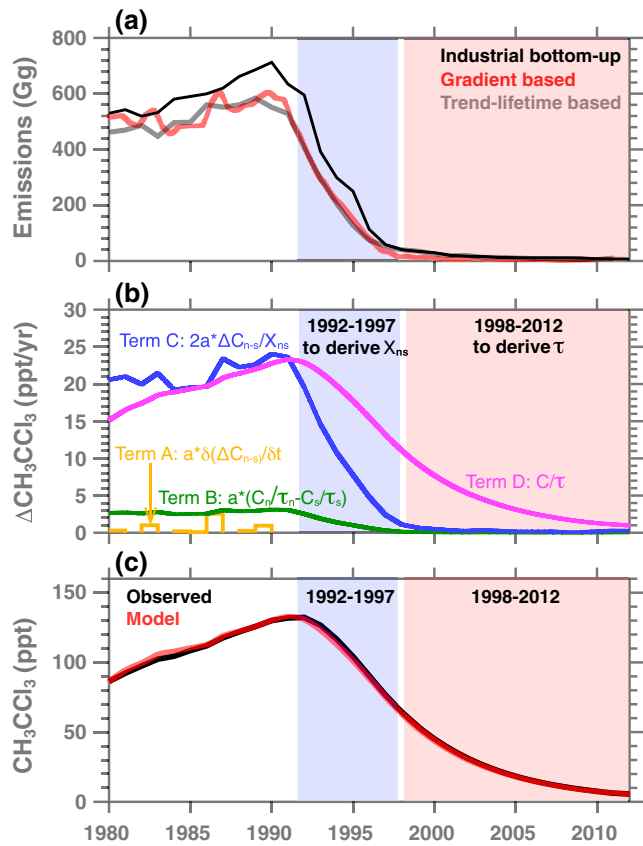 (a)
800
600
400
200
0
Emissions (Gg)
Industrial bottom-up
Gradient based
Trend-lifetime based
(b)
30
25
20
15
10
5
0
ΔCH₃CCl₃ (ppt/yr)
Term C: 2a*ΔCₙ₋ₛ/Xₙₛ
1992-1997
to derive Xₙₛ
1998-2012
to derive τ
Term A: a*δ(ΔCₙ₋ₛ)/δt
Term B: a*(Cₙ/τₙ-Cₛ/τₛ)
Term D: C/τ
(c)
150
100
50
0
CH₃CCl₃ (ppt)
Observed
Model
1992-1997
1998-2012
1980 1985 1990 1995 2000 2005 2010